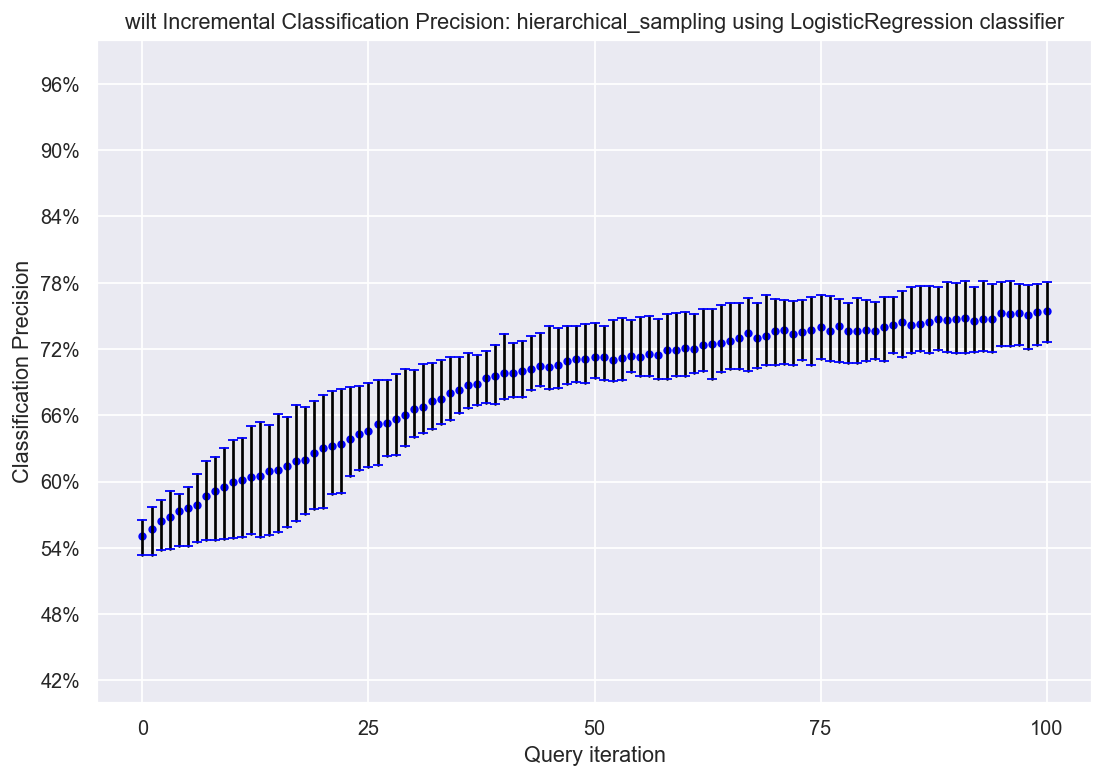 wilt Incremental Classification Precision: hierarchical_sampling using LogisticRegression classifier
96%
90%
84%
78%
72%
66%
60%
54%
48%
42%
Classification Precision
0 25 50 75 100
Query iteration